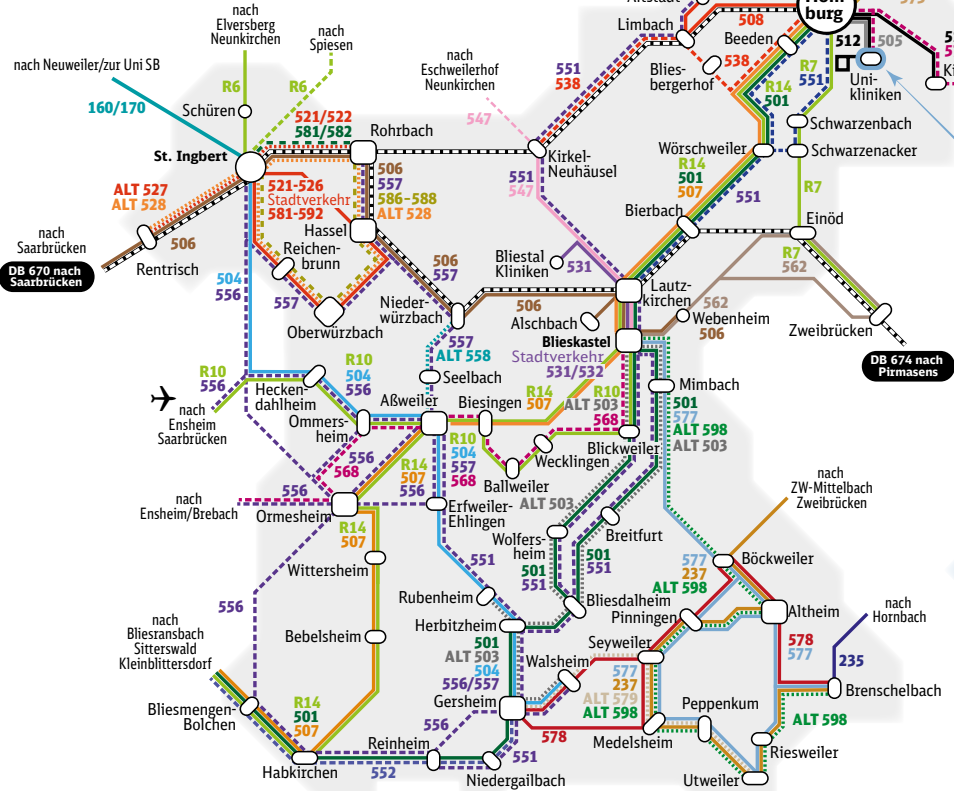 Altstadt
Hom-
burg
575
Limbach
508
Beeden
512
505
nach
Elversberg
Neunkirchen
nach
Spiesen
nach
Eschweilerhof
Neunkirchen
551
538
Blies-
bergerhof
538
R7
551
Uni-
kliniken
nach Neuweiler/zur Uni SB
160/170
R6
R6
R14
501
Schüren
547
521/522
581/582
Rohrbach
Schwarzenbach
St. Ingbert
Kirkel-
Neuhäusel
Wörschweiler
Schwarzenacker
506
557
586-588
ALT 528
ALT 527
ALT 528
521-526
Stadtverkehr
581-592
551
547
R14
501
507
551
R7
Bierbach
Einöd
nach
Saarbrücken
506
Hassel
DB 670 nach
Saarbrücken
Rentrisch
Reichen-
brunn
506
557
Bliestal
Kliniken
531
R7
562
504
556
557
Lautz-
kirchen
Nieder-
würzbach
506
562
Oberwürzbach
Alschbach
Webenheim
506
Zweibrücken
557
ALT 558
Blieskastel
Stadtverkehr
531/532
DB 674 nach
Pirmasens
R10
556
R10
504
556
Seelbach
Mimbach
Hecken-
dahlheim
Aßweiler
Biesingen
R14
507
R10
ALT 503
568
501
577
ALT 598
ALT 503
nach
Ensheim
Saarbrücken
Ommers-
heim
R10
504
557
568
Blickweiler
Wecklingen
556
568
R14
507
556
Ballweiler
nach
ZW-Mittelbach
Zweibrücken
nach
Ensheim/Brebach
556
Ormesheim
Erfweiler-
Ehlingen
ALT 503
R14
507
Wolfers-
heim
Breitfurt
Wittersheim
551
501
551
501
551
577
237
ALT 598
Böckweiler
556
Rubenheim
Bliesdalheim
Pinningen
Altheim
nach
Hornbach
nach
Bliesransbach
Sitterswald
Kleinblittersdorf
Bebelsheim
Herbitzheim
Seyweiler
578
577
235
501
ALT 503
504
556/557
Walsheim
577
237
ALT 579
ALT 598
Brenschelbach
Bliesmengen-
Bolchen
R14
501
507
Gersheim
Peppenkum
ALT 598
556
578
Medelsheim
Reinheim
551
Riesweiler
Habkirchen
552
Niedergailbach
Utweiler